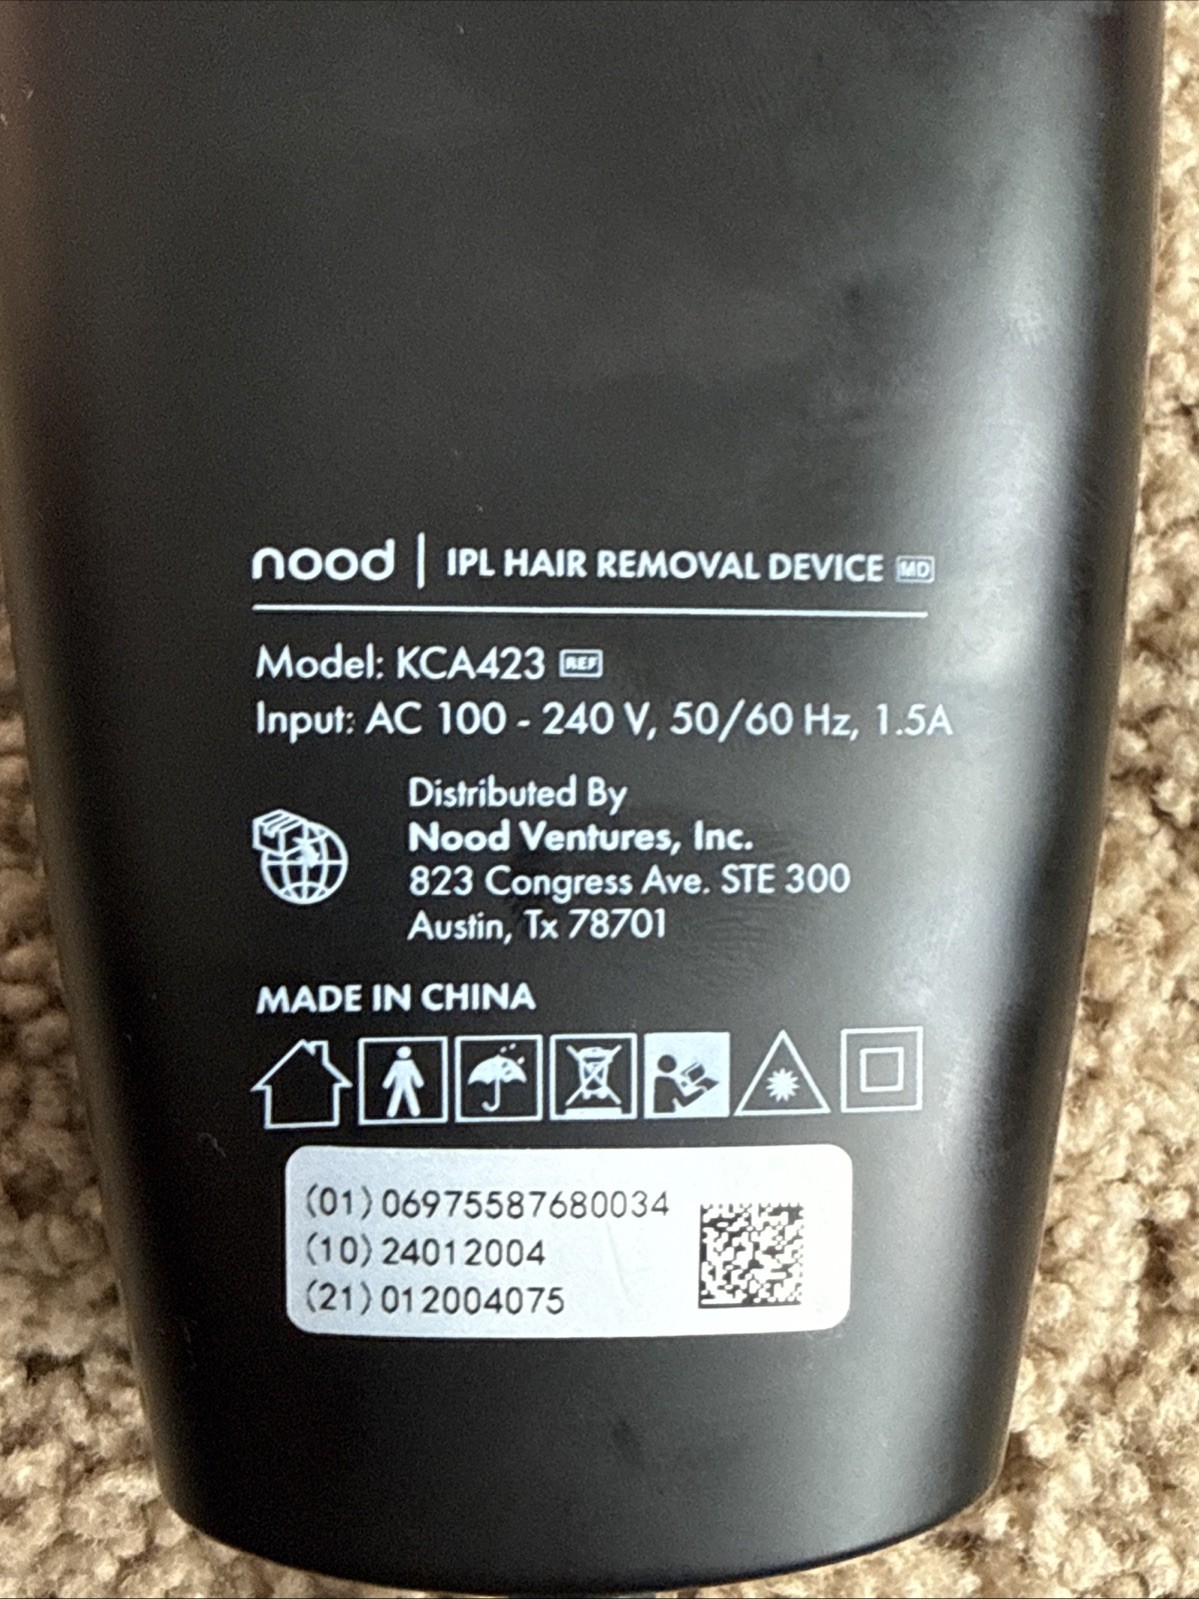 nood | IPL HAIR REMOVAL DEVICE MD
Model: KCA423 REF
Input: AC 100 - 240 V, 50/60 Hz, 1.5A
Distributed By
Nood Ventures, Inc.
823 Congress Ave. STE 300
Austin, Tx 78701
MADE IN CHINA
(01) 06975587680034
(10) 24012004
(21) 012004075